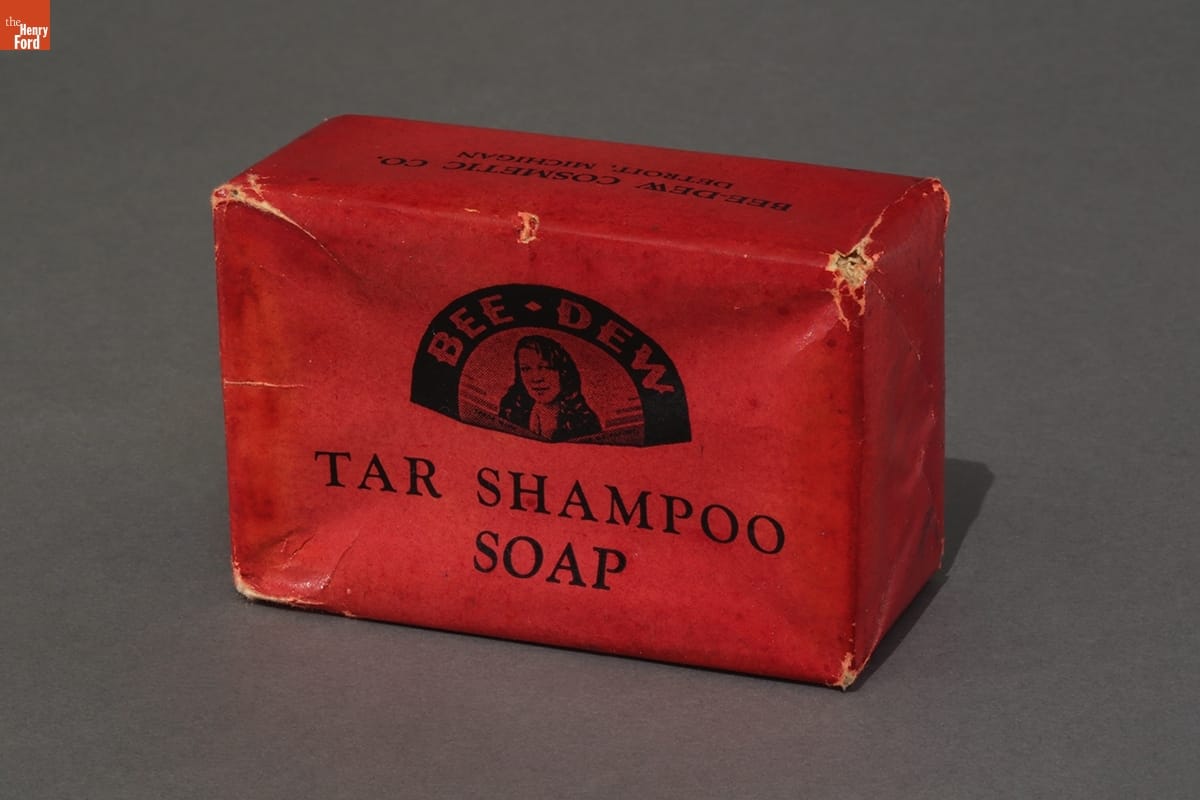 the
Henry
Ford
BEE-DEW COSMETIC CO.
DETROIT, MICHIGAN
BEE · DEW
TAR SHAMPOO
SOAP